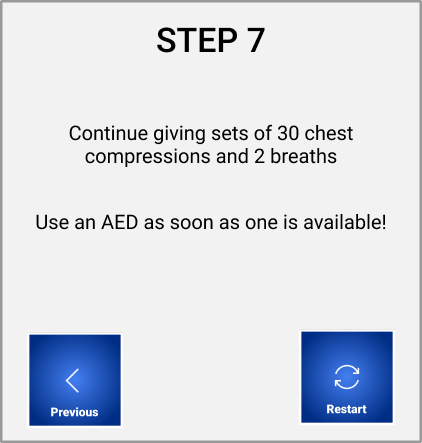 STEP 7
Continue giving sets of 30 chest
compressions and 2 breaths
Use an AED as soon as one is available!
Previous
Restart